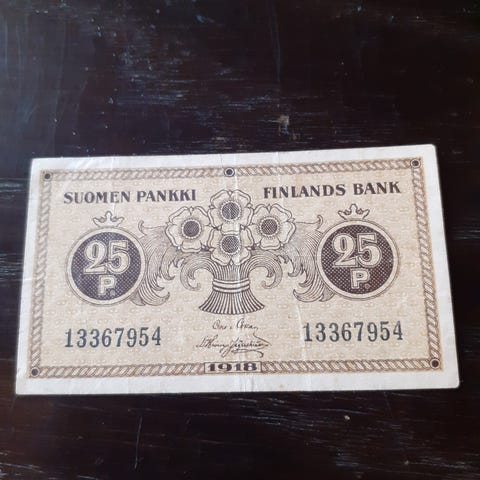 SUOMEN PANKKI FINLANDS BANK
25 P 25 P
13367954 13367954
1918